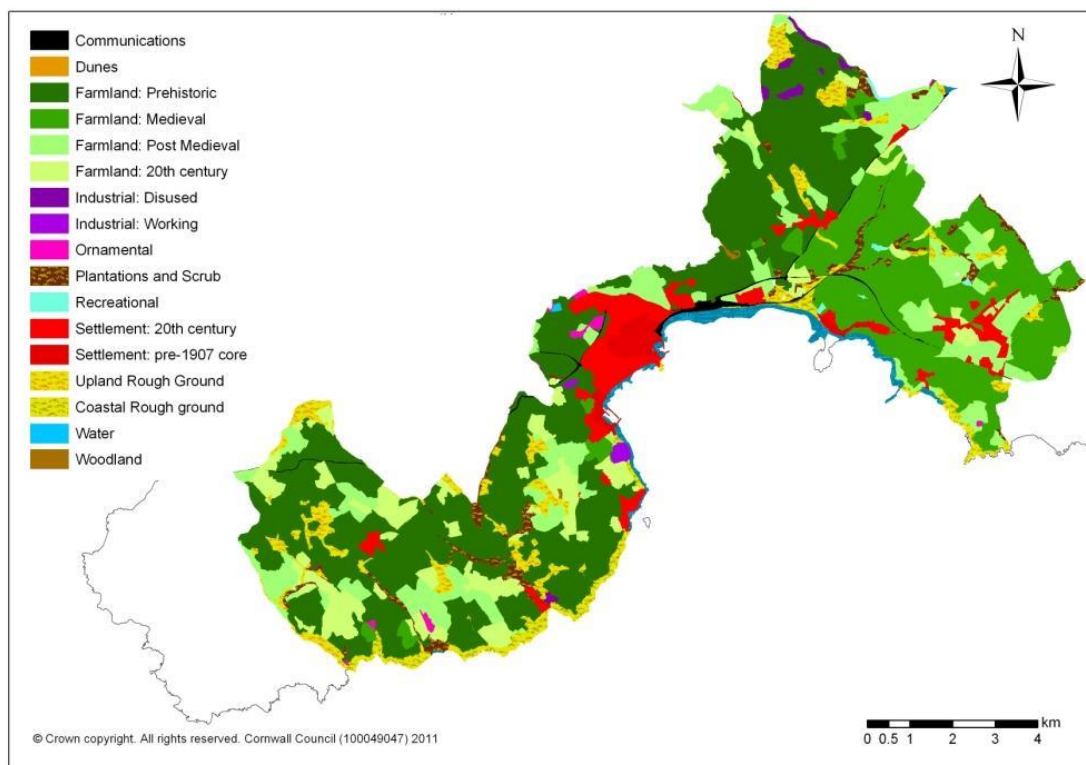 Communications
Dunes
Farmland: Prehistoric
Farmland: Medieval
Farmland: Post Medieval
Farmland: 20th century
Industrial: Disused
Industrial: Working
Ornamental
Plantations and Scrub
Recreational
Settlement: 20th century
Settlement: pre-1907 core
Upland Rough Ground
Coastal Rough ground
Water
Woodland
N
km
0 0.5 1 2 3 4
© Crown copyright. All rights reserved. Cornwall Council (100049047) 2011